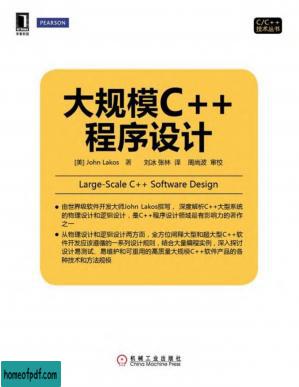 PEARSON
C/C++
技术丛书
大规模C++
程序设计
[美] John Lakos 著 刘冰 张林 译 周尚波 审校
Large-Scale C++ Software Design
由世界级软件开发大师John Lakos撰写，深度解析C++大型系统
的物理设计和逻辑设计，是C++程序设计领域最有影响力的著作
之一
从物理设计和逻辑设计两方面，全方位阐释大型和超大型C++软
件开发应该遵循的一系列设计规则，结合大量编程实例，深入探讨
设计易测试、易维护和可重用的高质量大规模C++软件产品的各
种技术和方法规模
机械工业出版社
China Machine Press
homeofpdf.com
homeofpdf.com